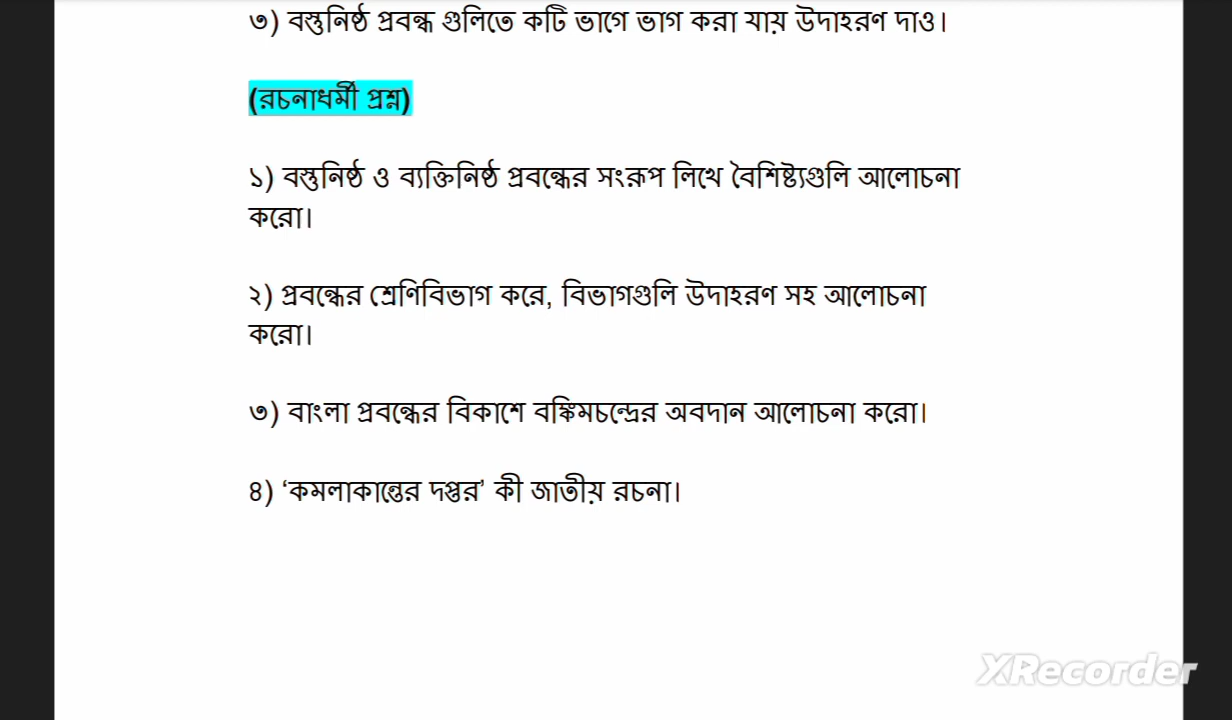 ৩) বস্তুনিষ্ঠ প্রবন্ধ গুলিতে কটি ভাগে ভাগ করা যায় উদাহরণ দাও।
(রচনাধর্মী প্রশ্ন)
১) বস্তুনিষ্ঠ ও ব্যক্তিনিষ্ঠ প্রবন্ধের সংরূপ লিখে বৈশিষ্ট্যগুলি আলোচনা
করো।
২) প্রবন্ধের শ্রেণিবিভাগ করে, বিভাগগুলি উদাহরণ সহ আলোচনা
করো।
৩) বাংলা প্রবন্ধের বিকাশে বঙ্কিমচন্দ্রের অবদান আলোচনা করো।
৪) ‘কমলাকান্তের দপ্তর’ কী জাতীয় রচনা।
XRecorder